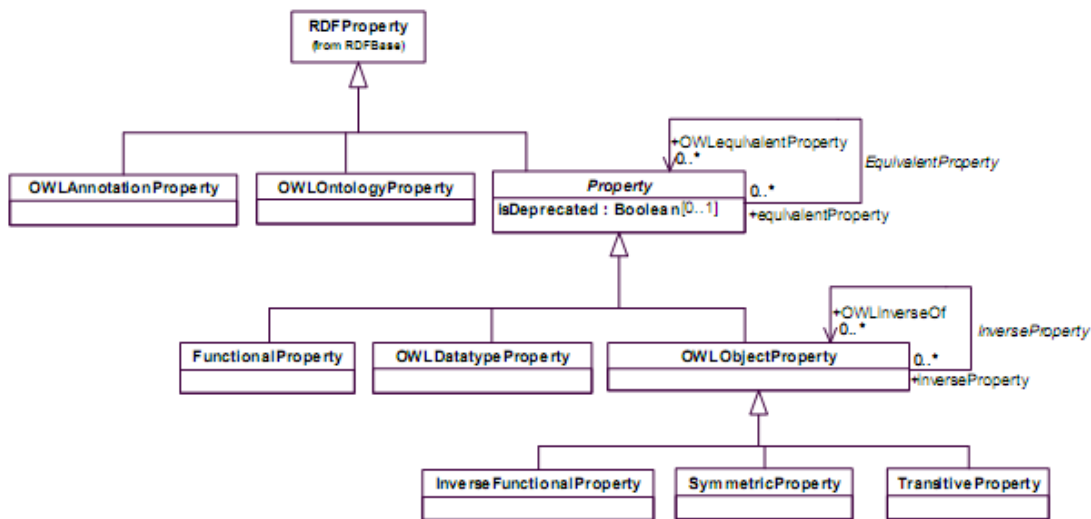 RDFProperty
(from RDFBase)
+OWLequivalentProperty
0..*
EquivalentProperty
OWLAnnotationProperty
OWLOntologyProperty
Property
0..*
isDeprecated : Boolean[0..1]
+equivalentProperty
+OWLInverseOf
0..*
InverseProperty
FunctionalProperty
OWLDatatypeProperty
OWLObjectProperty
0..*
+inverseProperty
InverseFunctionalProperty
SymmetricProperty
TransitiveProperty